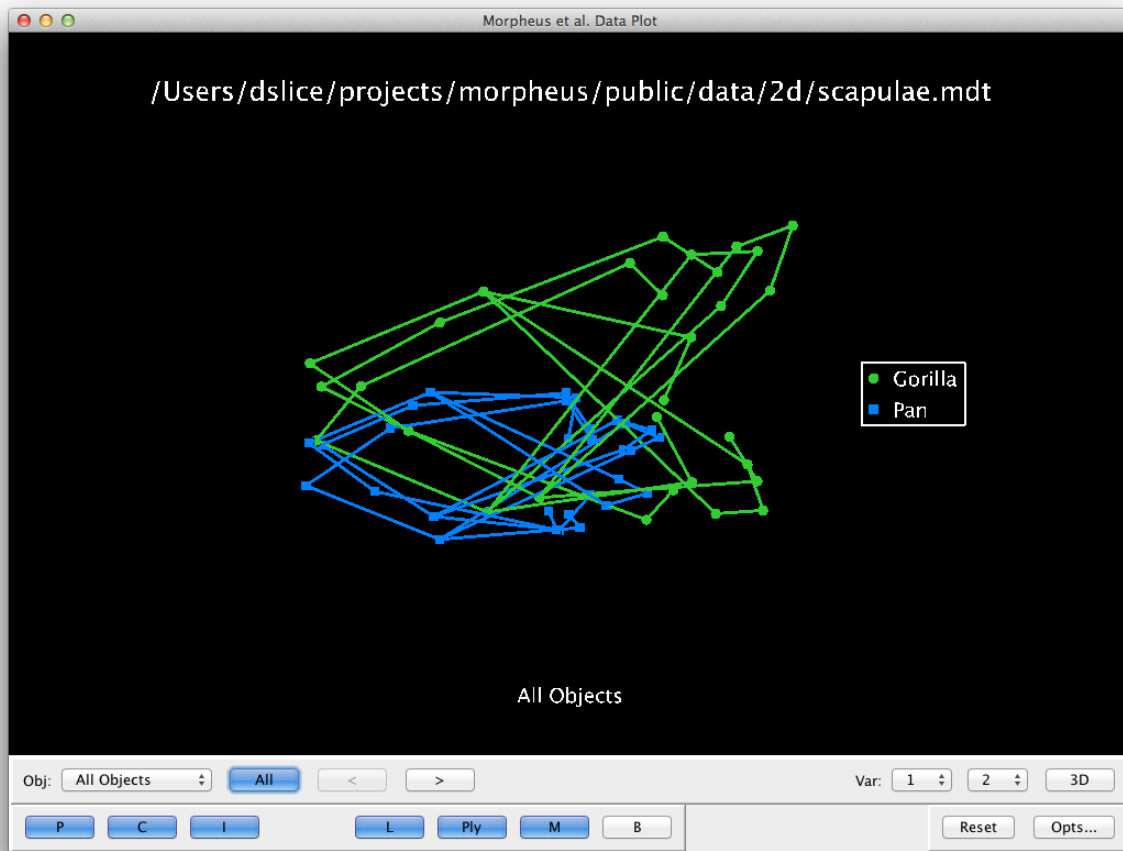 Morpheus et al. Data Plot
/Users/dslice/projects/morpheus/public/data/2d/scapulae.mdt
Gorilla
Pan
All Objects
Obj: All Objects All < > Var: 1 2 3D
P C I L Ply M B Reset Opts...